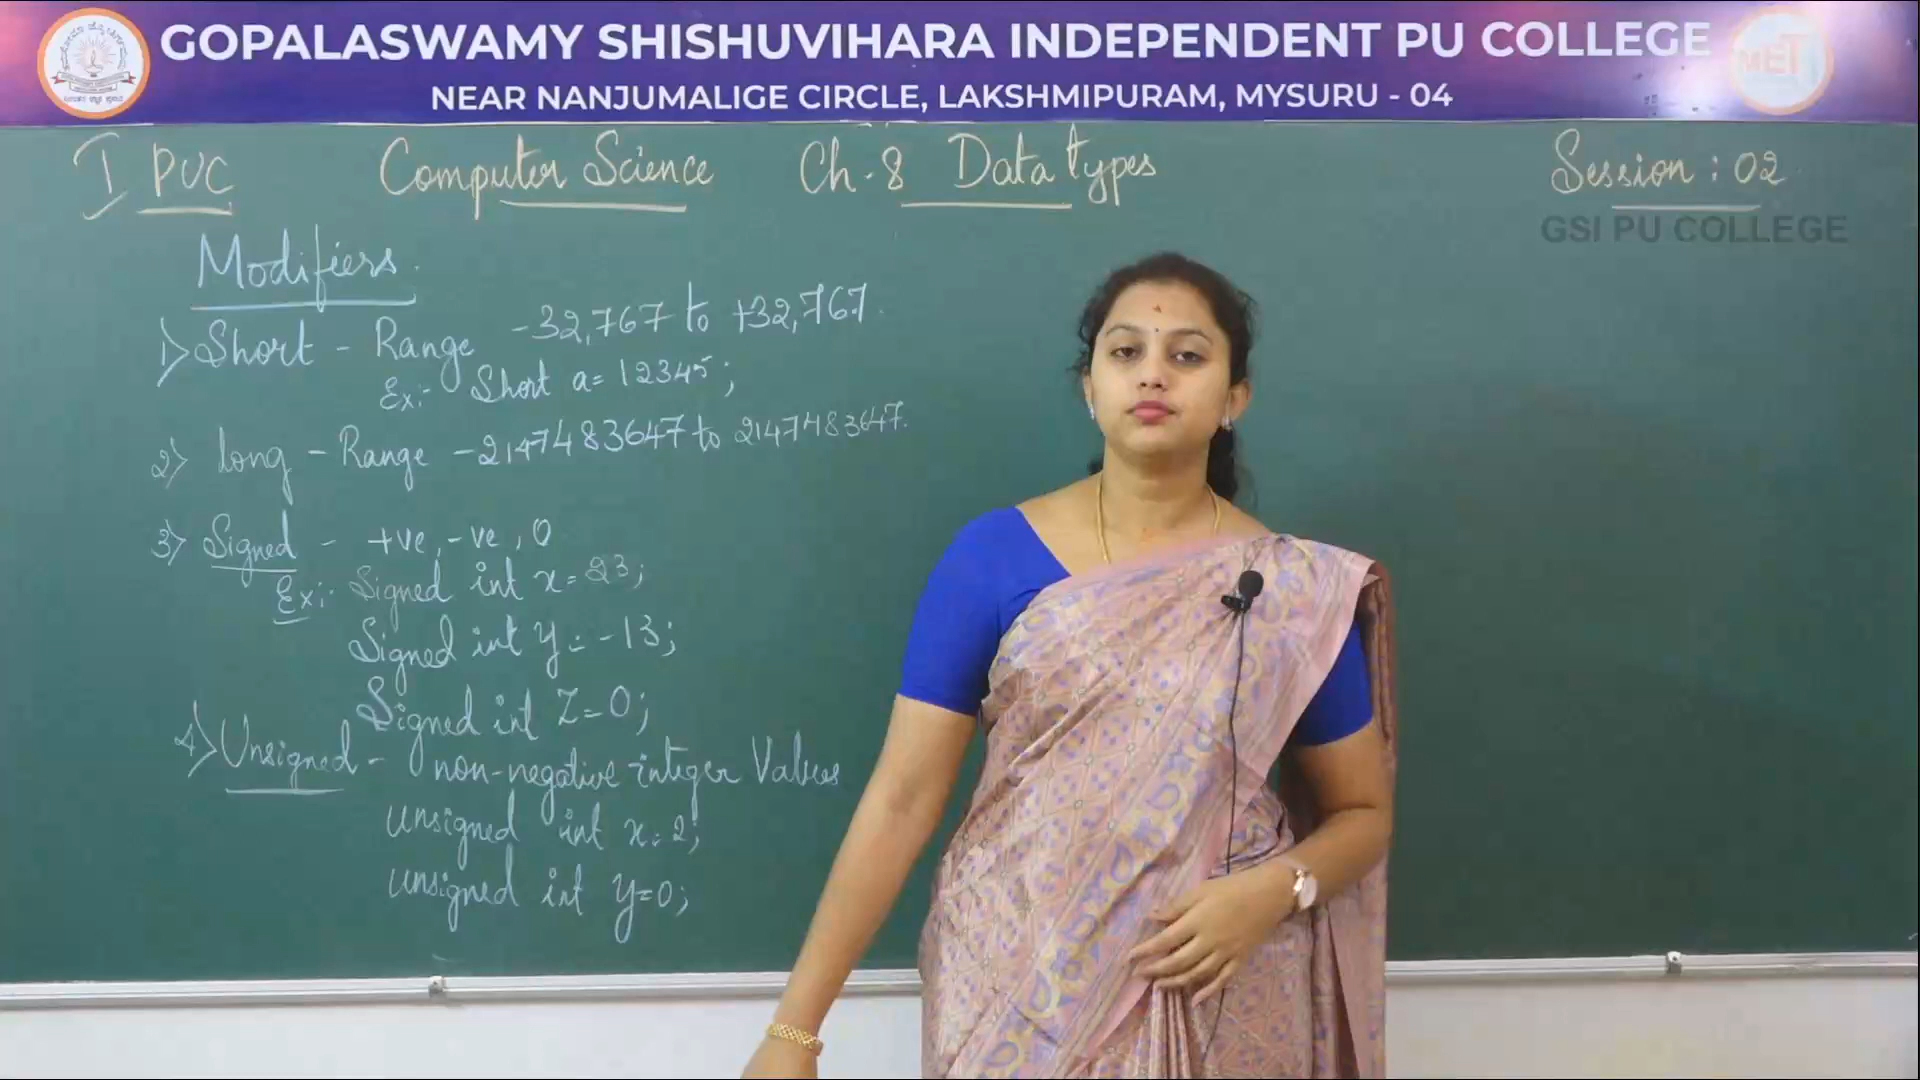 GOPALASWAMY SHISHUVIHARA INDEPENDENT PU COLLEGE
NEAR NANJUMALIGE CIRCLE, LAKSHMIPURAM, MYSURU - 04
MET
I PUC Computer Science Ch.8 Data types Session : 02
GSI PU COLLEGE
Modifiers.
1) Short - Range -32,767 to +32,767.
Ex:- Short a= 12345;
2) long - Range -2147483647 to 2147483647.
3) Signed - +ve, -ve, 0
Ex:- Signed int x=23;
Signed int y=-13;
Signed int Z=0;
4) Unsigned - non-negative integer Values
unsigned int x=2;
unsigned int y=0;